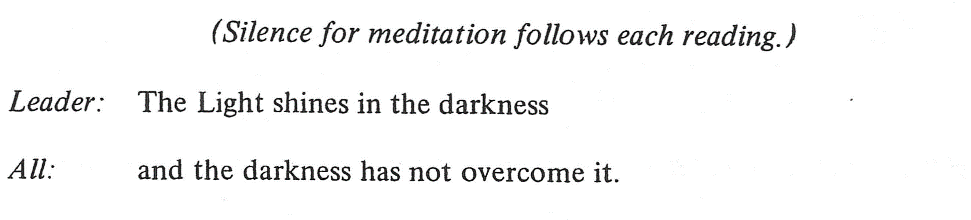 (Silence for meditation follows each reading.)
Leader: The Light shines in the darkness
All: and the darkness has not overcome it.